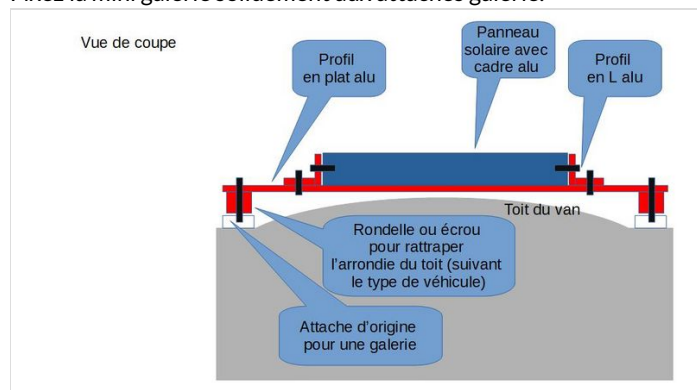 Vue de coupe
Profil
en plat alu
Panneau
solaire avec
cadre alu
Profil
en L alu
Toit du van
Rondelle ou écrou
pour rattraper
l'arrondie du toit (suivant
le type de véhicule)
Attache d'origine
pour une galerie